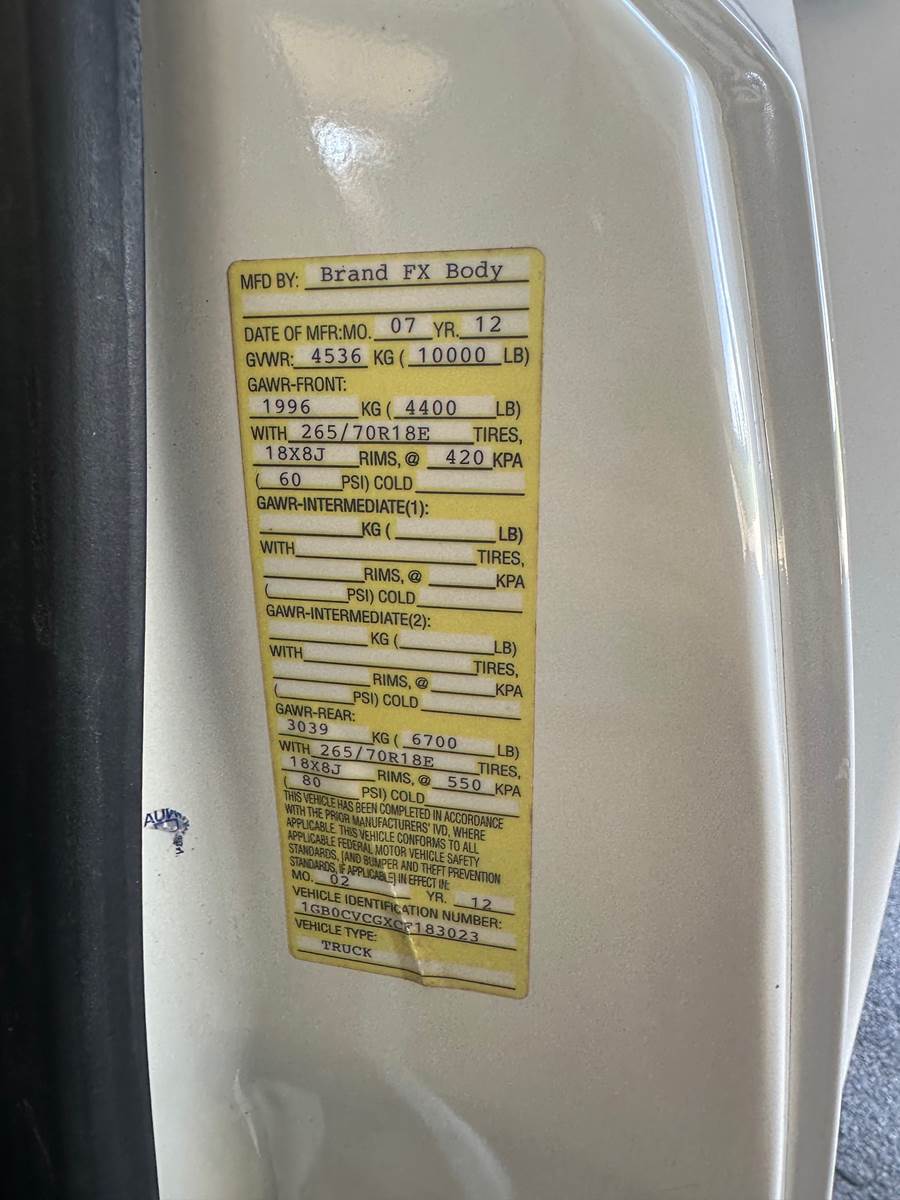 MFD BY: Brand FX Body
DATE OF MFR:MO. 07 YR. 12
GVWR: 4536 KG ( 10000 LB)
GAWR-FRONT:
1996 KG ( 4400 LB)
WITH 265/70R18E TIRES,
18X8J RIMS, @ 420 KPA
( 60 PSI) COLD
GAWR-INTERMEDIATE(1):
KG ( LB)
WITH TIRES,
RIMS, @ KPA
( PSI) COLD
GAWR-INTERMEDIATE(2):
KG ( LB)
WITH TIRES,
RIMS, @ KPA
( PSI) COLD
GAWR-REAR:
3039 KG ( 6700 LB)
WITH 265/70R18E TIRES,
18X8J RIMS, @ 550 KPA
( 80 PSI) COLD
THIS VEHICLE HAS BEEN COMPLETED IN ACCORDANCE
WITH THE PRIOR MANUFACTURERS' IVD, WHERE
APPLICABLE. THIS VEHICLE CONFORMS TO ALL
APPLICABLE FEDERAL MOTOR VEHICLE SAFETY
STANDARDS, [AND BUMPER AND THEFT PREVENTION
STANDARDS, IF APPLICABLE] IN EFFECT IN:
MO. 02 YR. 12
VEHICLE IDENTIFICATION NUMBER:
1GB0CVCGXCF183023
VEHICLE TYPE:
TRUCK